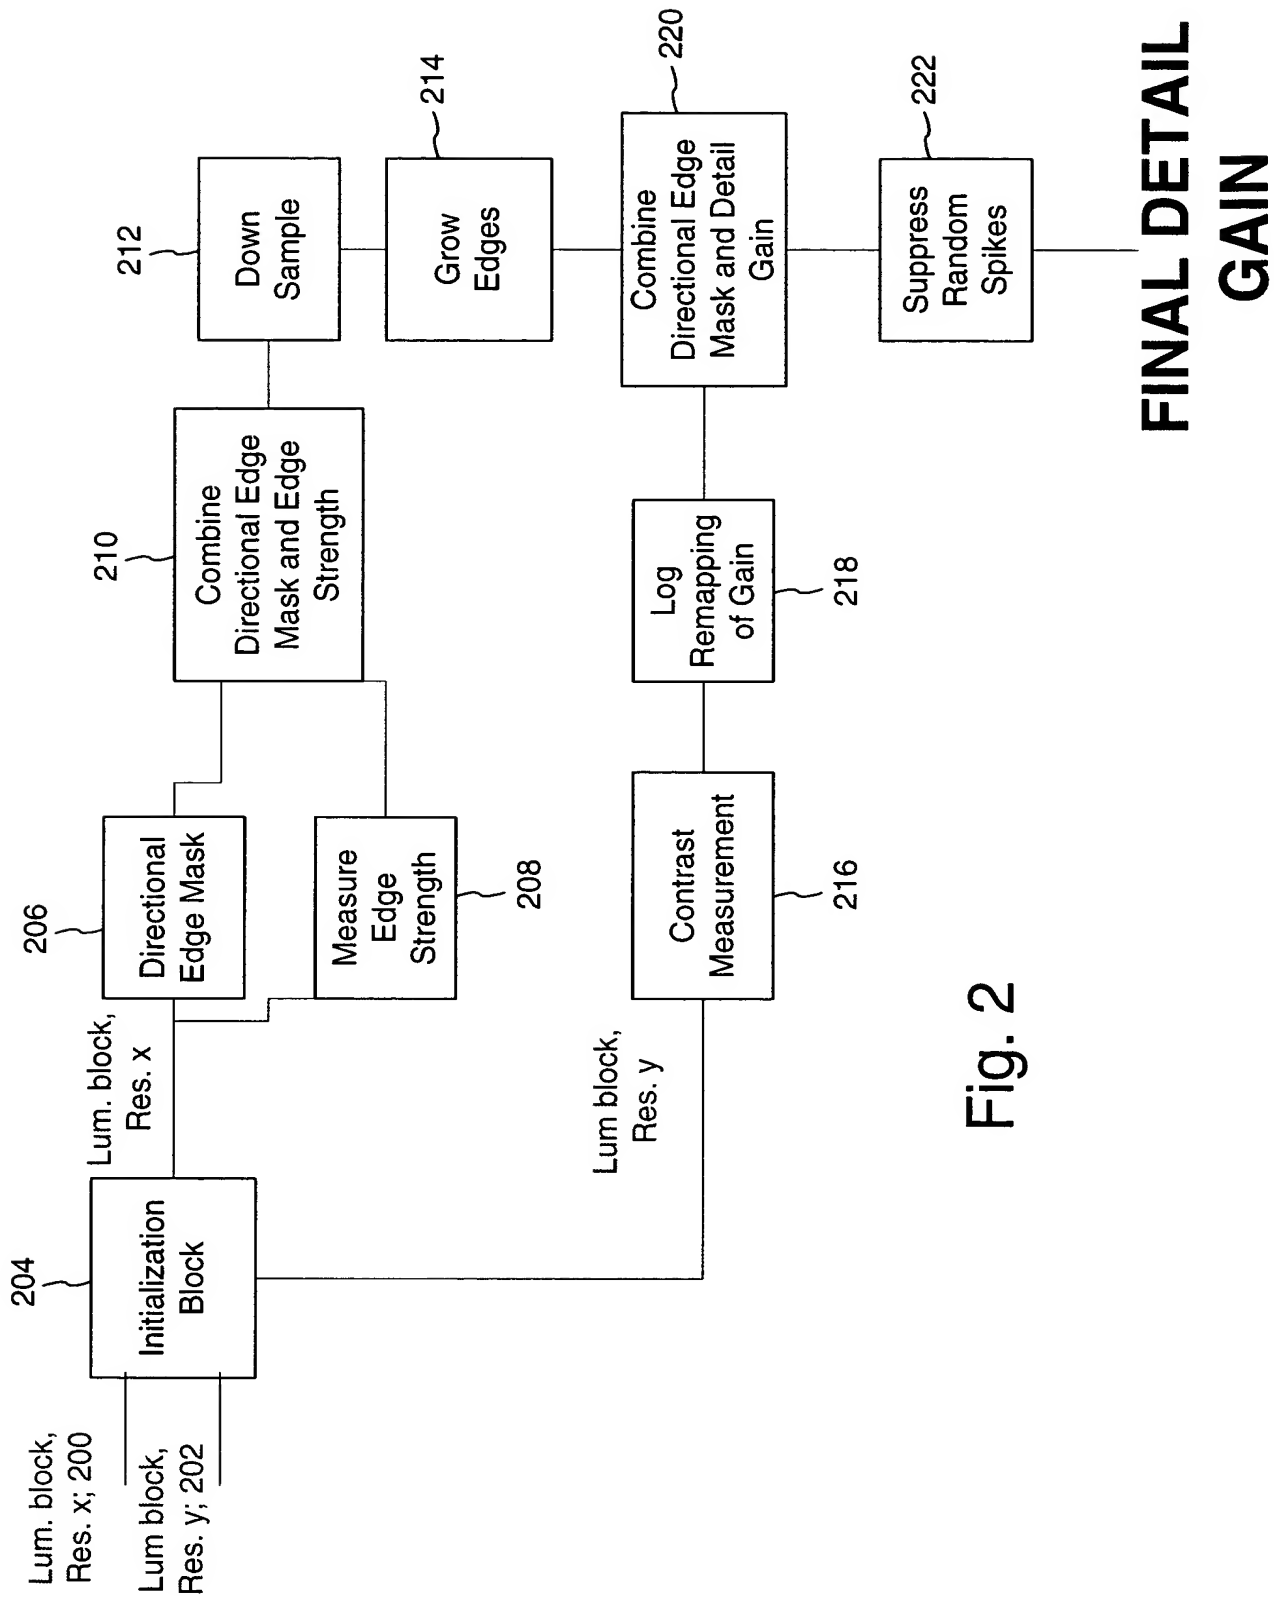 Lum. block,
Res. x; 200
Lum block,
Res. y; 202
204
Initialization
Block
Lum. block,
Res. x
206
Directional
Edge Mask
Measure
Edge
Strength
208
210
Combine
Directional Edge
Mask and Edge
Strength
212
Down
Sample
214
Grow
Edges
Lum block,
Res. y
Contrast
Measurement
216
Log
Remapping
of Gain
218
220
Combine
Directional Edge
Mask and Detail
Gain
222
Suppress
Random
Spikes
FINAL DETAIL
GAIN
Fig. 2